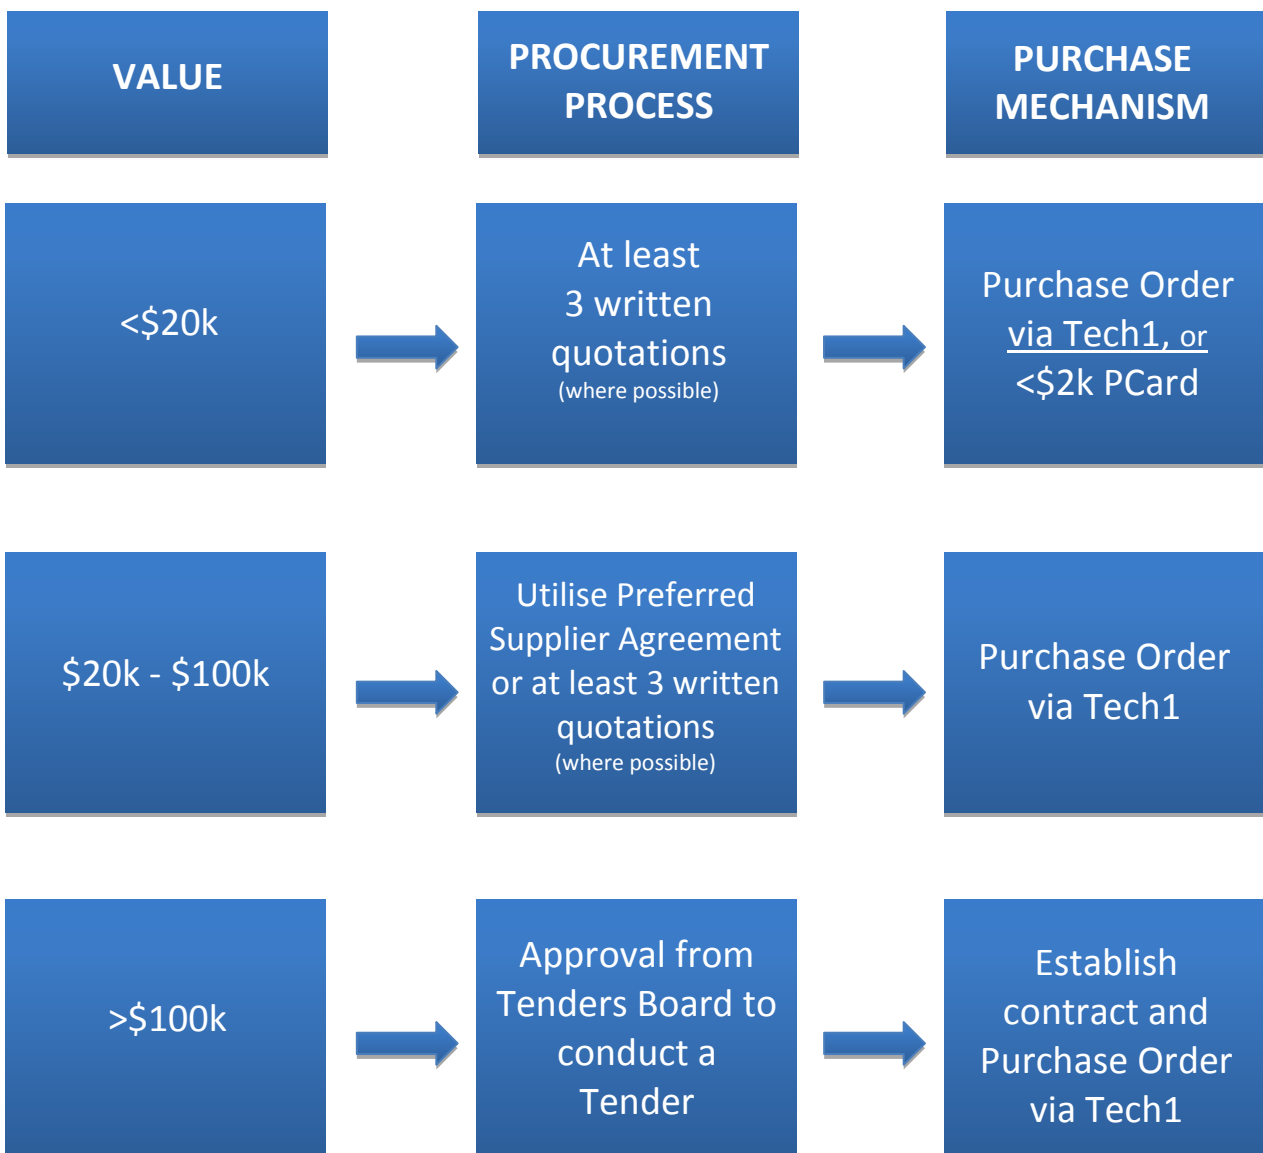 VALUE
PROCUREMENT
PROCESS
PURCHASE
MECHANISM
<$20k
At least
3 written
quotations
(where possible)
Purchase Order
via Tech1, or
<$2k PCard
$20k - $100k
Utilise Preferred
Supplier Agreement
or at least 3 written
quotations
(where possible)
Purchase Order
via Tech1
>$100k
Approval from
Tenders Board to
conduct a
Tender
Establish
contract and
Purchase Order
via Tech1